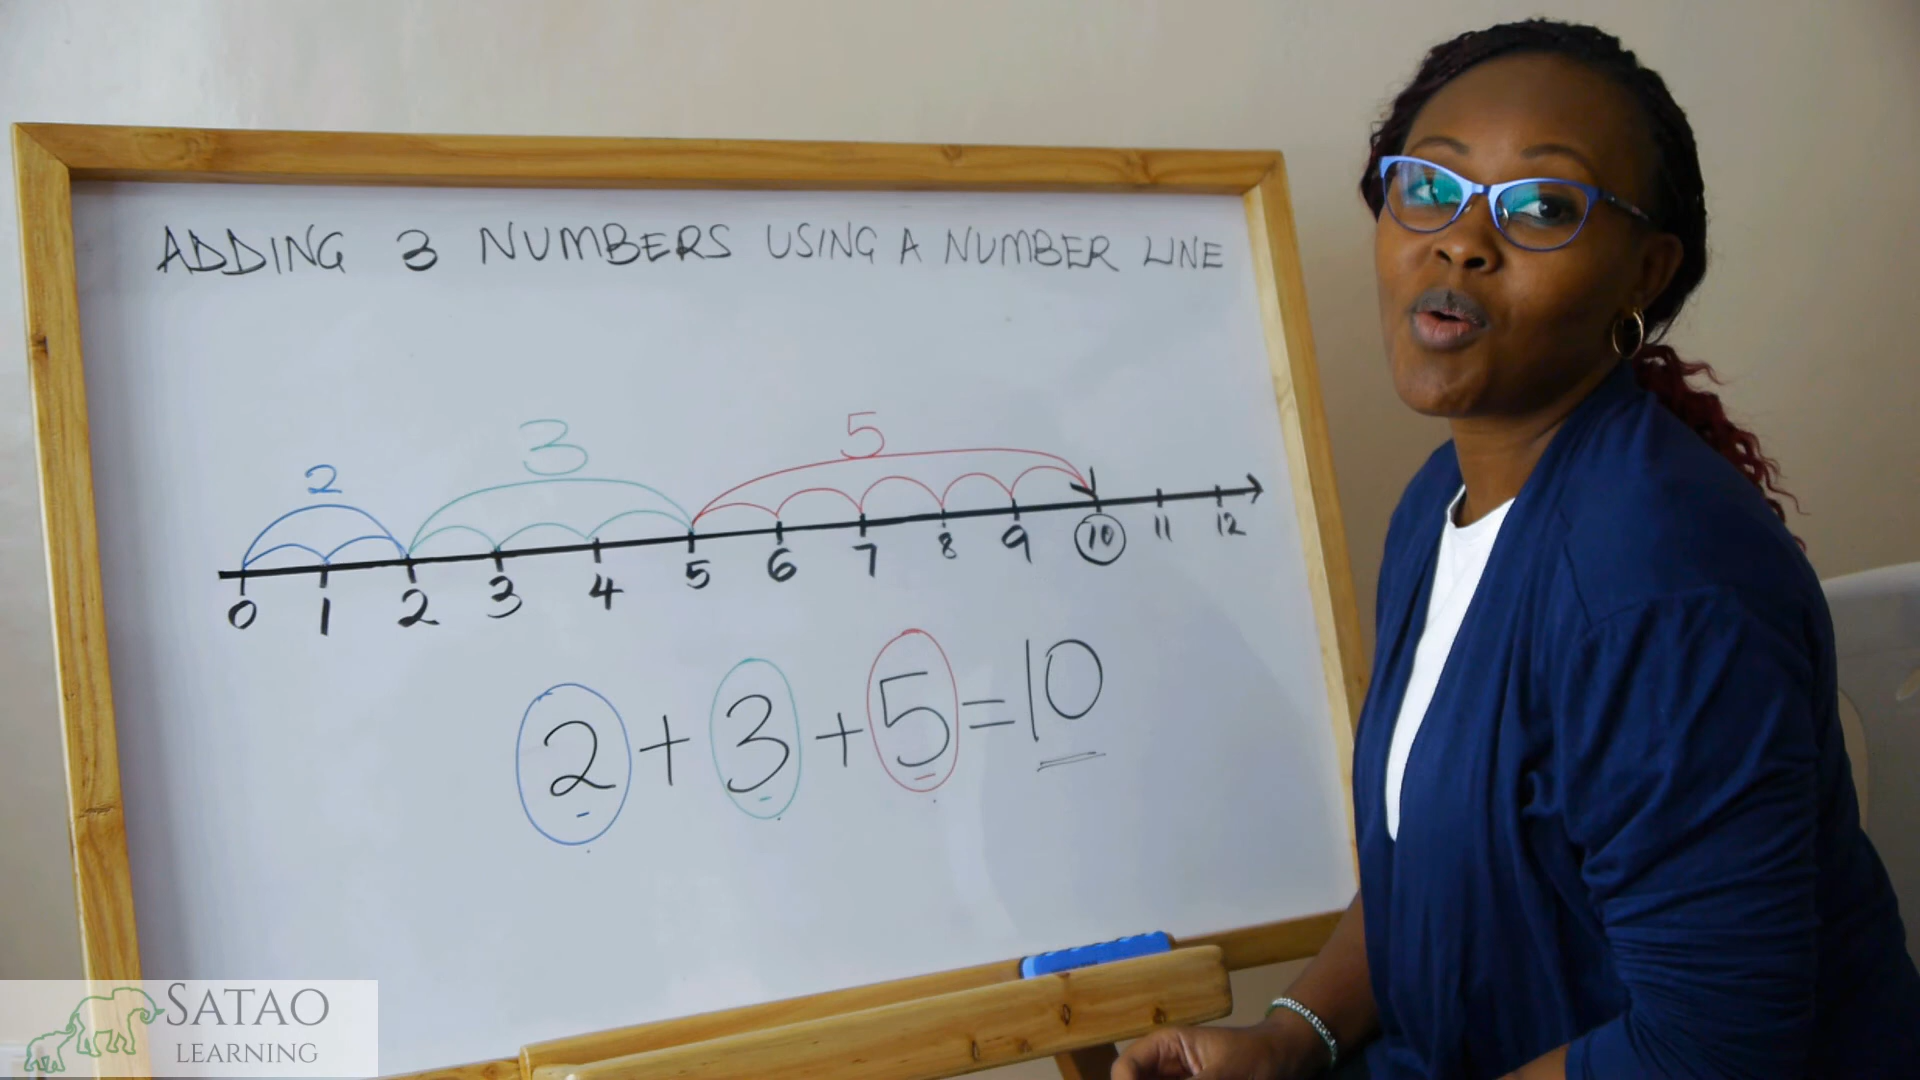 ADDING 3 NUMBERS USING A NUMBER LINE
2 3 5
0 1 2 3 4 5 6 7 8 9 10 11 12
2 + 3 + 5 = 10
SATAO
LEARNING